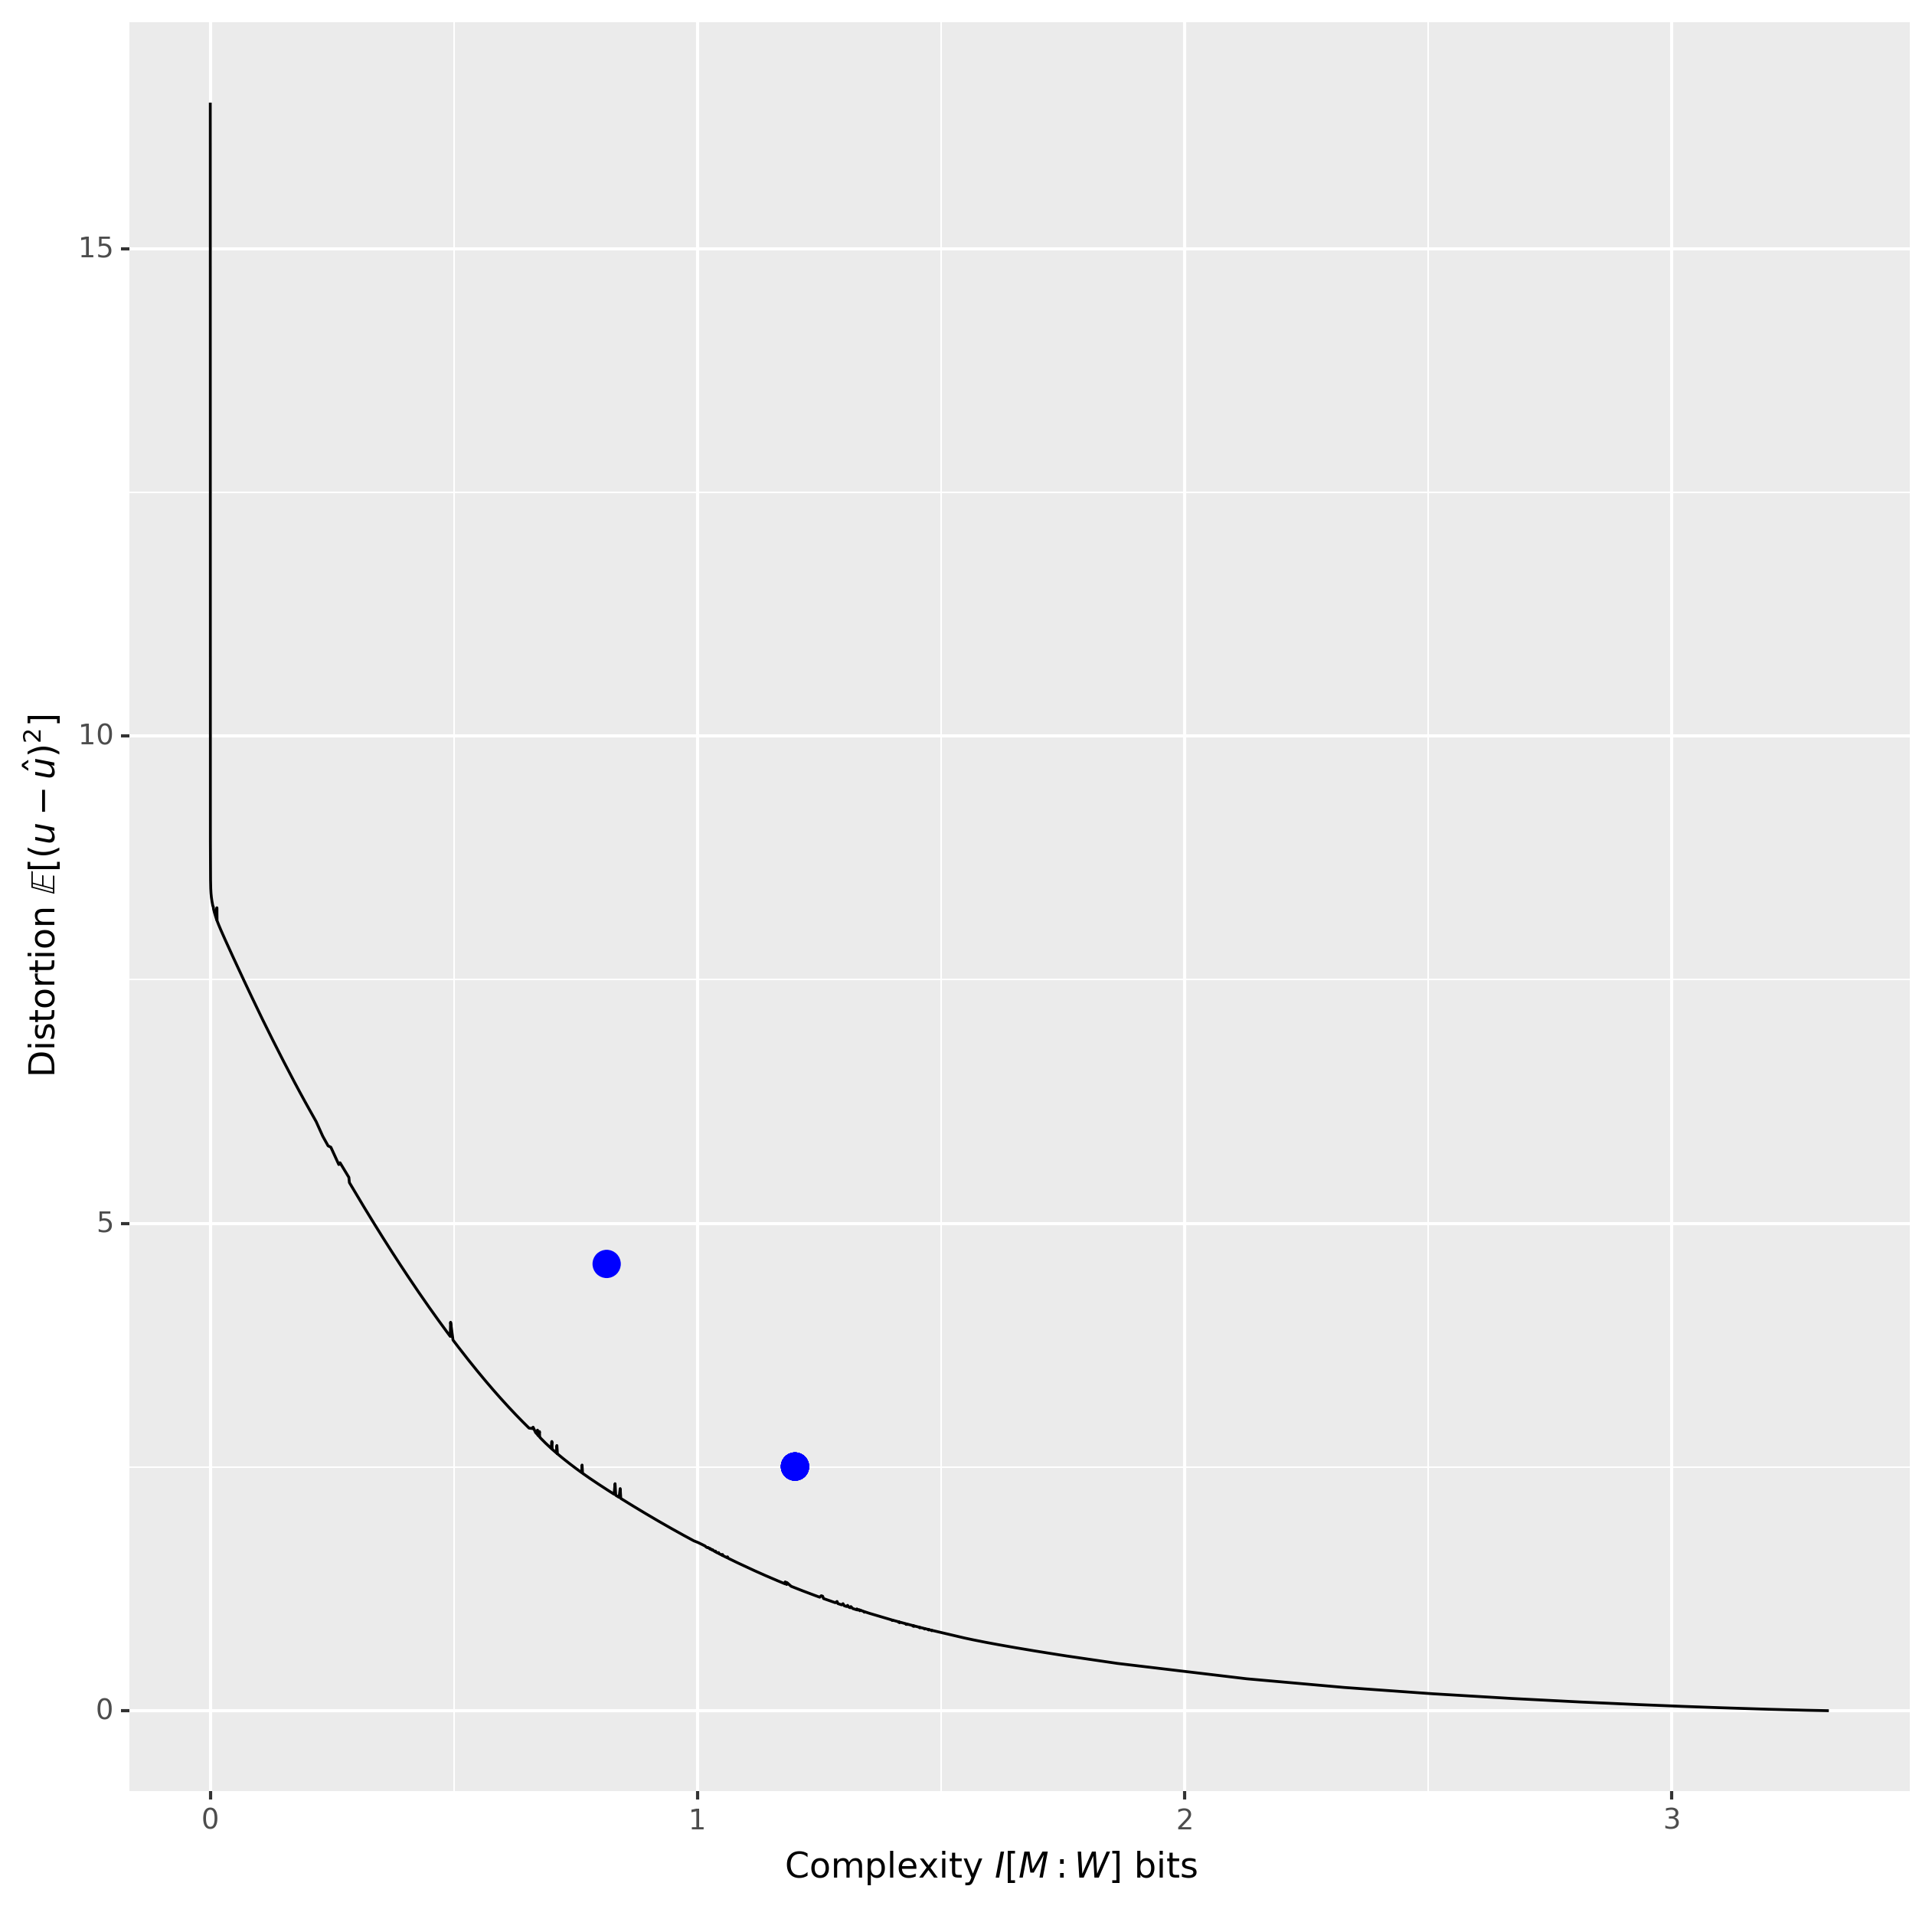 15
10
5
0
Distortion 𝔼[(u − û)²]
0 1 2 3
Complexity I[M : W] bits